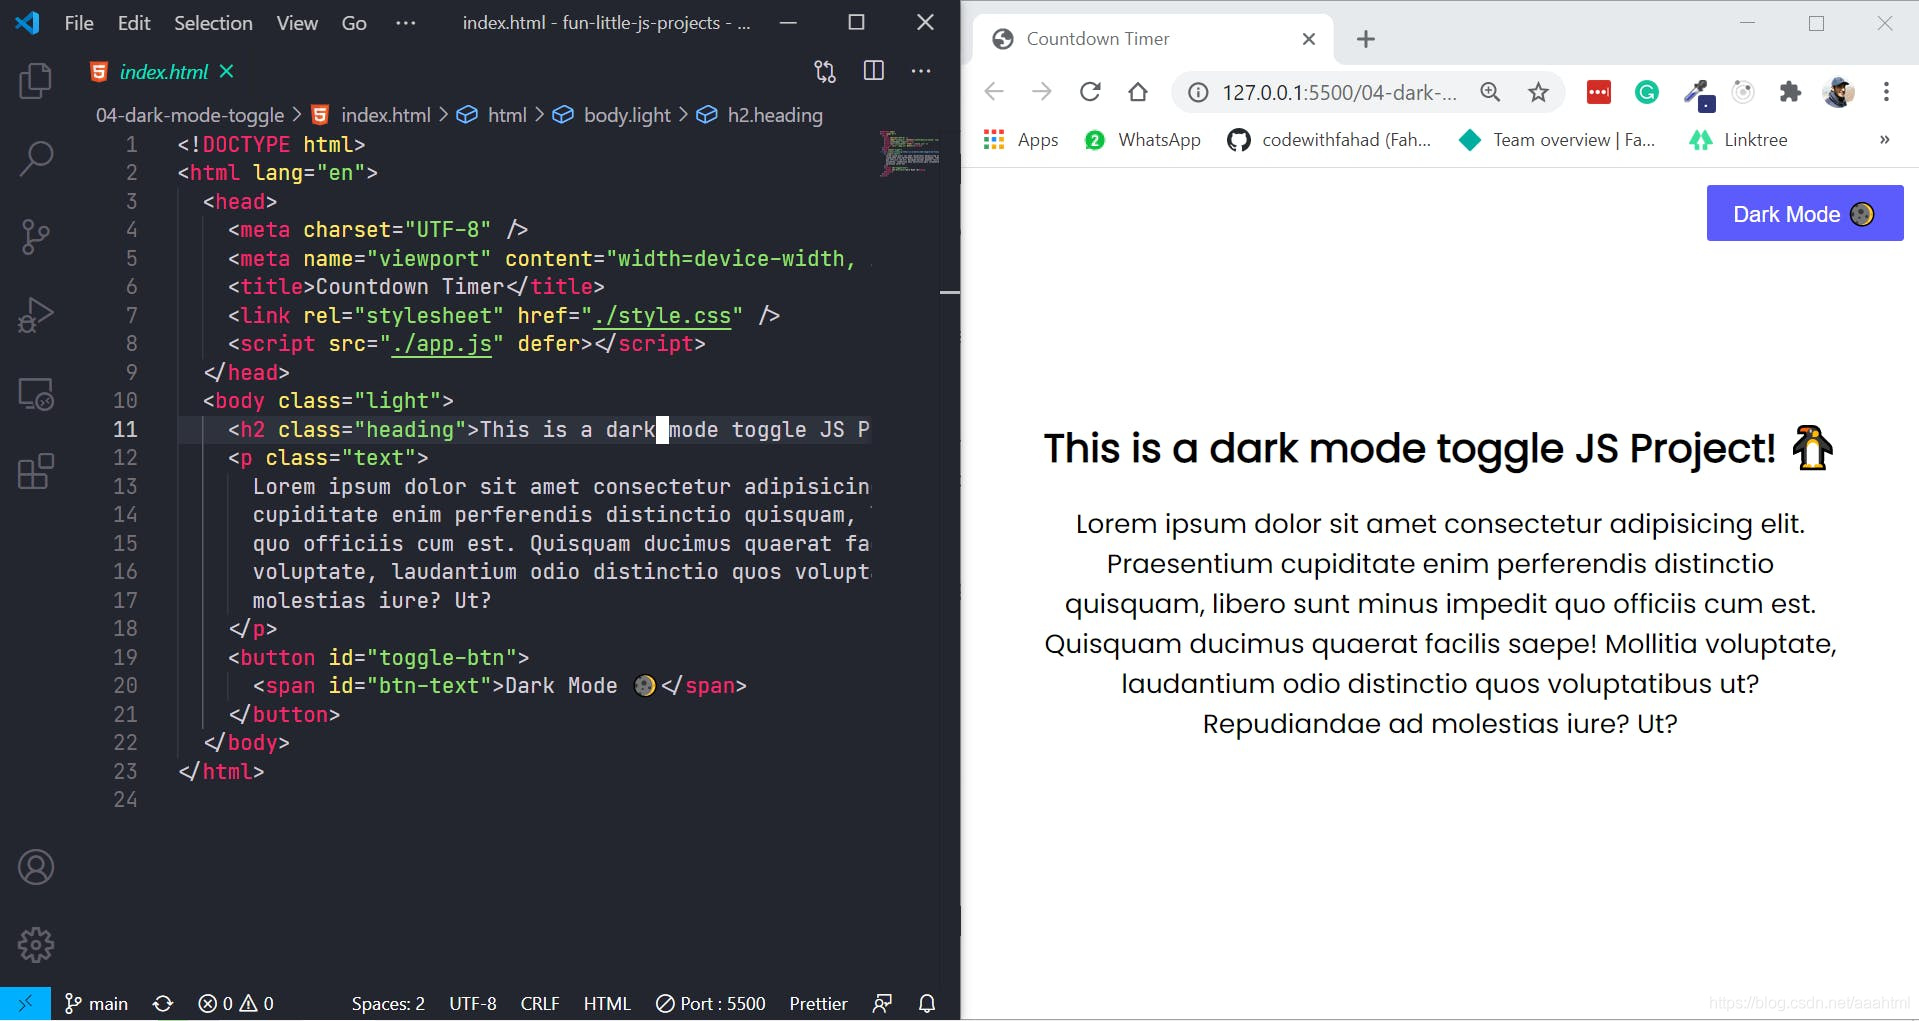 File Edit Selection View Go ··· index.html - fun-little-js-projects - ...
index.html
04-dark-mode-toggle > index.html > html > body.light > h2.heading
1 <!DOCTYPE html>
2 <html lang="en">
3 <head>
4 <meta charset="UTF-8" />
5 <meta name="viewport" content="width=device-width,
6 <title>Countdown Timer</title>
7 <link rel="stylesheet" href="./style.css" />
8 <script src="./app.js" defer></script>
9 </head>
10 <body class="light">
11 <h2 class="heading">This is a dark mode toggle JS P
12 <p class="text">
13 Lorem ipsum dolor sit amet consectetur adipisicin
14 cupiditate enim perferendis distinctio quisquam,
15 quo officiis cum est. Quisquam ducimus quaerat fa
16 voluptate, laudantium odio distinctio quos volupt
17 molestias iure? Ut?
18 </p>
19 <button id="toggle-btn">
20 <span id="btn-text">Dark Mode 🌒</span>
21 </button>
22 </body>
23 </html>
24
main 0 0 Spaces: 2 UTF-8 CRLF HTML Port : 5500 Prettier
Countdown Timer
127.0.0.1:5500/04-dark-...
Apps 2 WhatsApp codewithfahad (Fah... Team overview | Fa... Linktree »
Dark Mode 🌒
This is a dark mode toggle JS Project! 🐧
Lorem ipsum dolor sit amet consectetur adipisicing elit.
Praesentium cupiditate enim perferendis distinctio
quisquam, libero sunt minus impedit quo officiis cum est.
Quisquam ducimus quaerat facilis saepe! Mollitia voluptate,
laudantium odio distinctio quos voluptatibus ut?
Repudiandae ad molestias iure? Ut?
https://blog.csdn.net/aaahtml